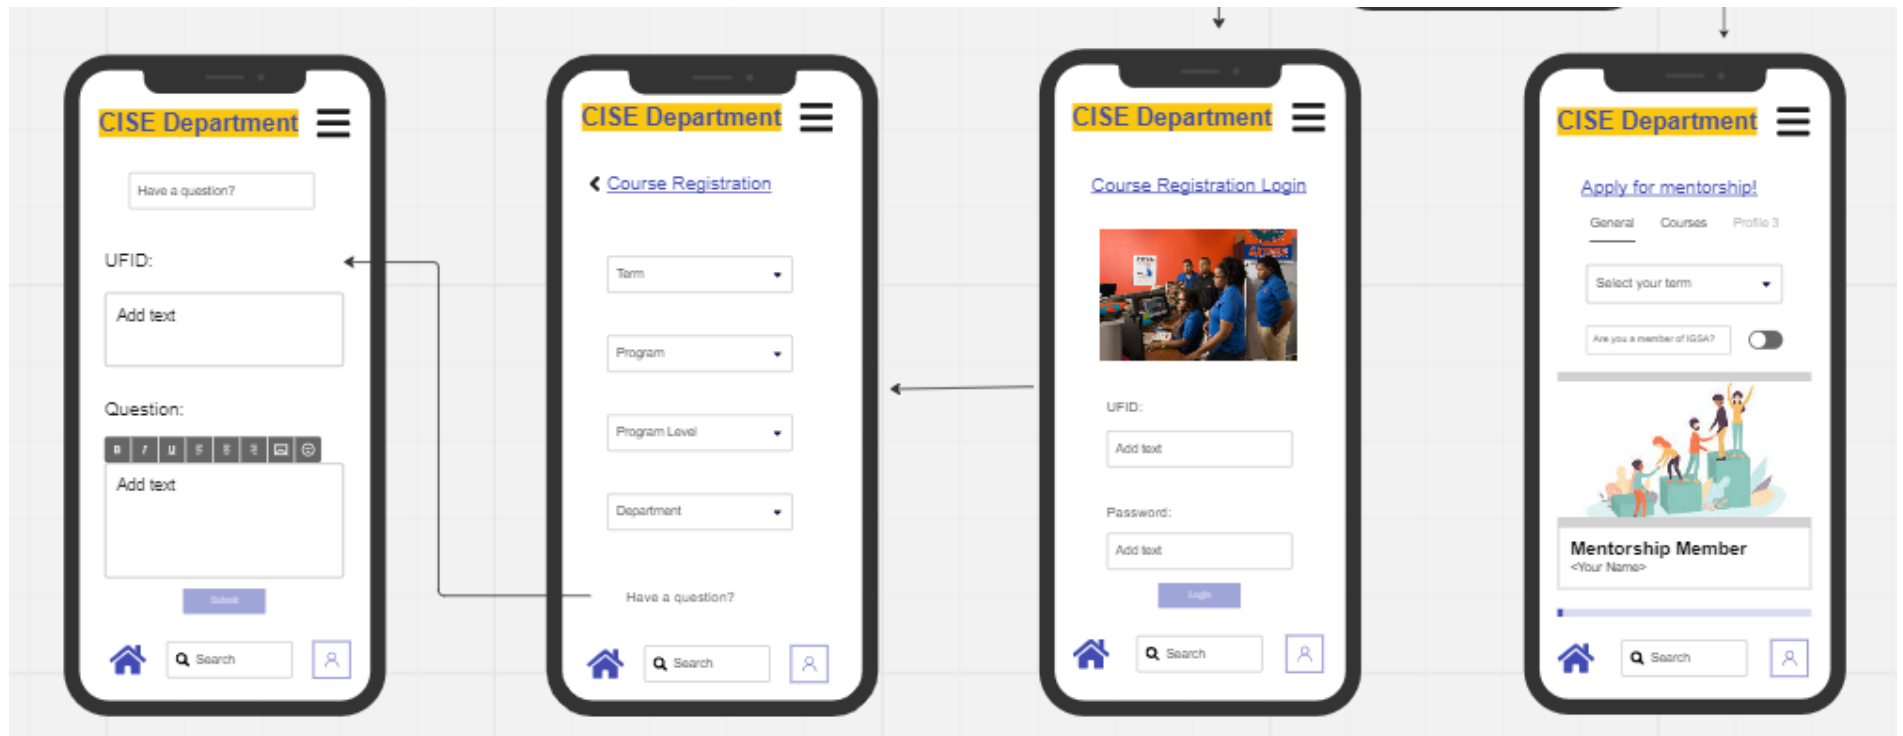 CISE Department
Have a question?
UFID:
Add text
Question:
B I U
Add text
Submit
Search
CISE Department
Course Registration
Term
Program
Program Level
Department
Have a question?
Search
CISE Department
Course Registration Login
UFID:
Add text
Password:
Add text
Login
Search
CISE Department
Apply for mentorship!
General Courses Profile 3
Select your term
Are you a member of IGSA?
Mentorship Member
<Your Name>
Search